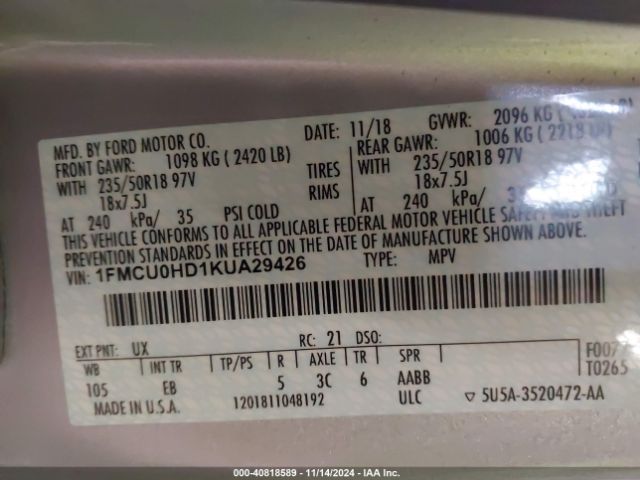 MFD. BY FORD MOTOR CO. DATE: 11/18 GVWR: 2096 KG (
FRONT GAWR: 1098 KG ( 2420 LB) REAR GAWR: 1006 KG (
WITH 235/50R18 97V TIRES WITH 235/50R18 97V
18x7.5J RIMS 18x7.5J
AT 240 kPa/ 35 PSI COLD AT 240 kPa/
THIS VEHICLE CONFORMS TO ALL APPLICABLE FEDERAL MOTOR VEHICLE SAFETY AND THEFT
PREVENTION STANDARDS IN EFFECT ON THE DATE OF MANUFACTURE SHOWN ABOVE.
VIN: 1FMCU0HD1KUA29426 TYPE: MPV
EXT PNT: UX RC: 21 DSO:
WB INT TR TP/PS R AXLE TR SPR
105 EB 5 3C 6 AABB T0265
MADE IN U.S.A. 1201811048192 ULC ▽ 5U5A-3520472-AA
000-40818589 - 11/14/2024 - IAAI.COM